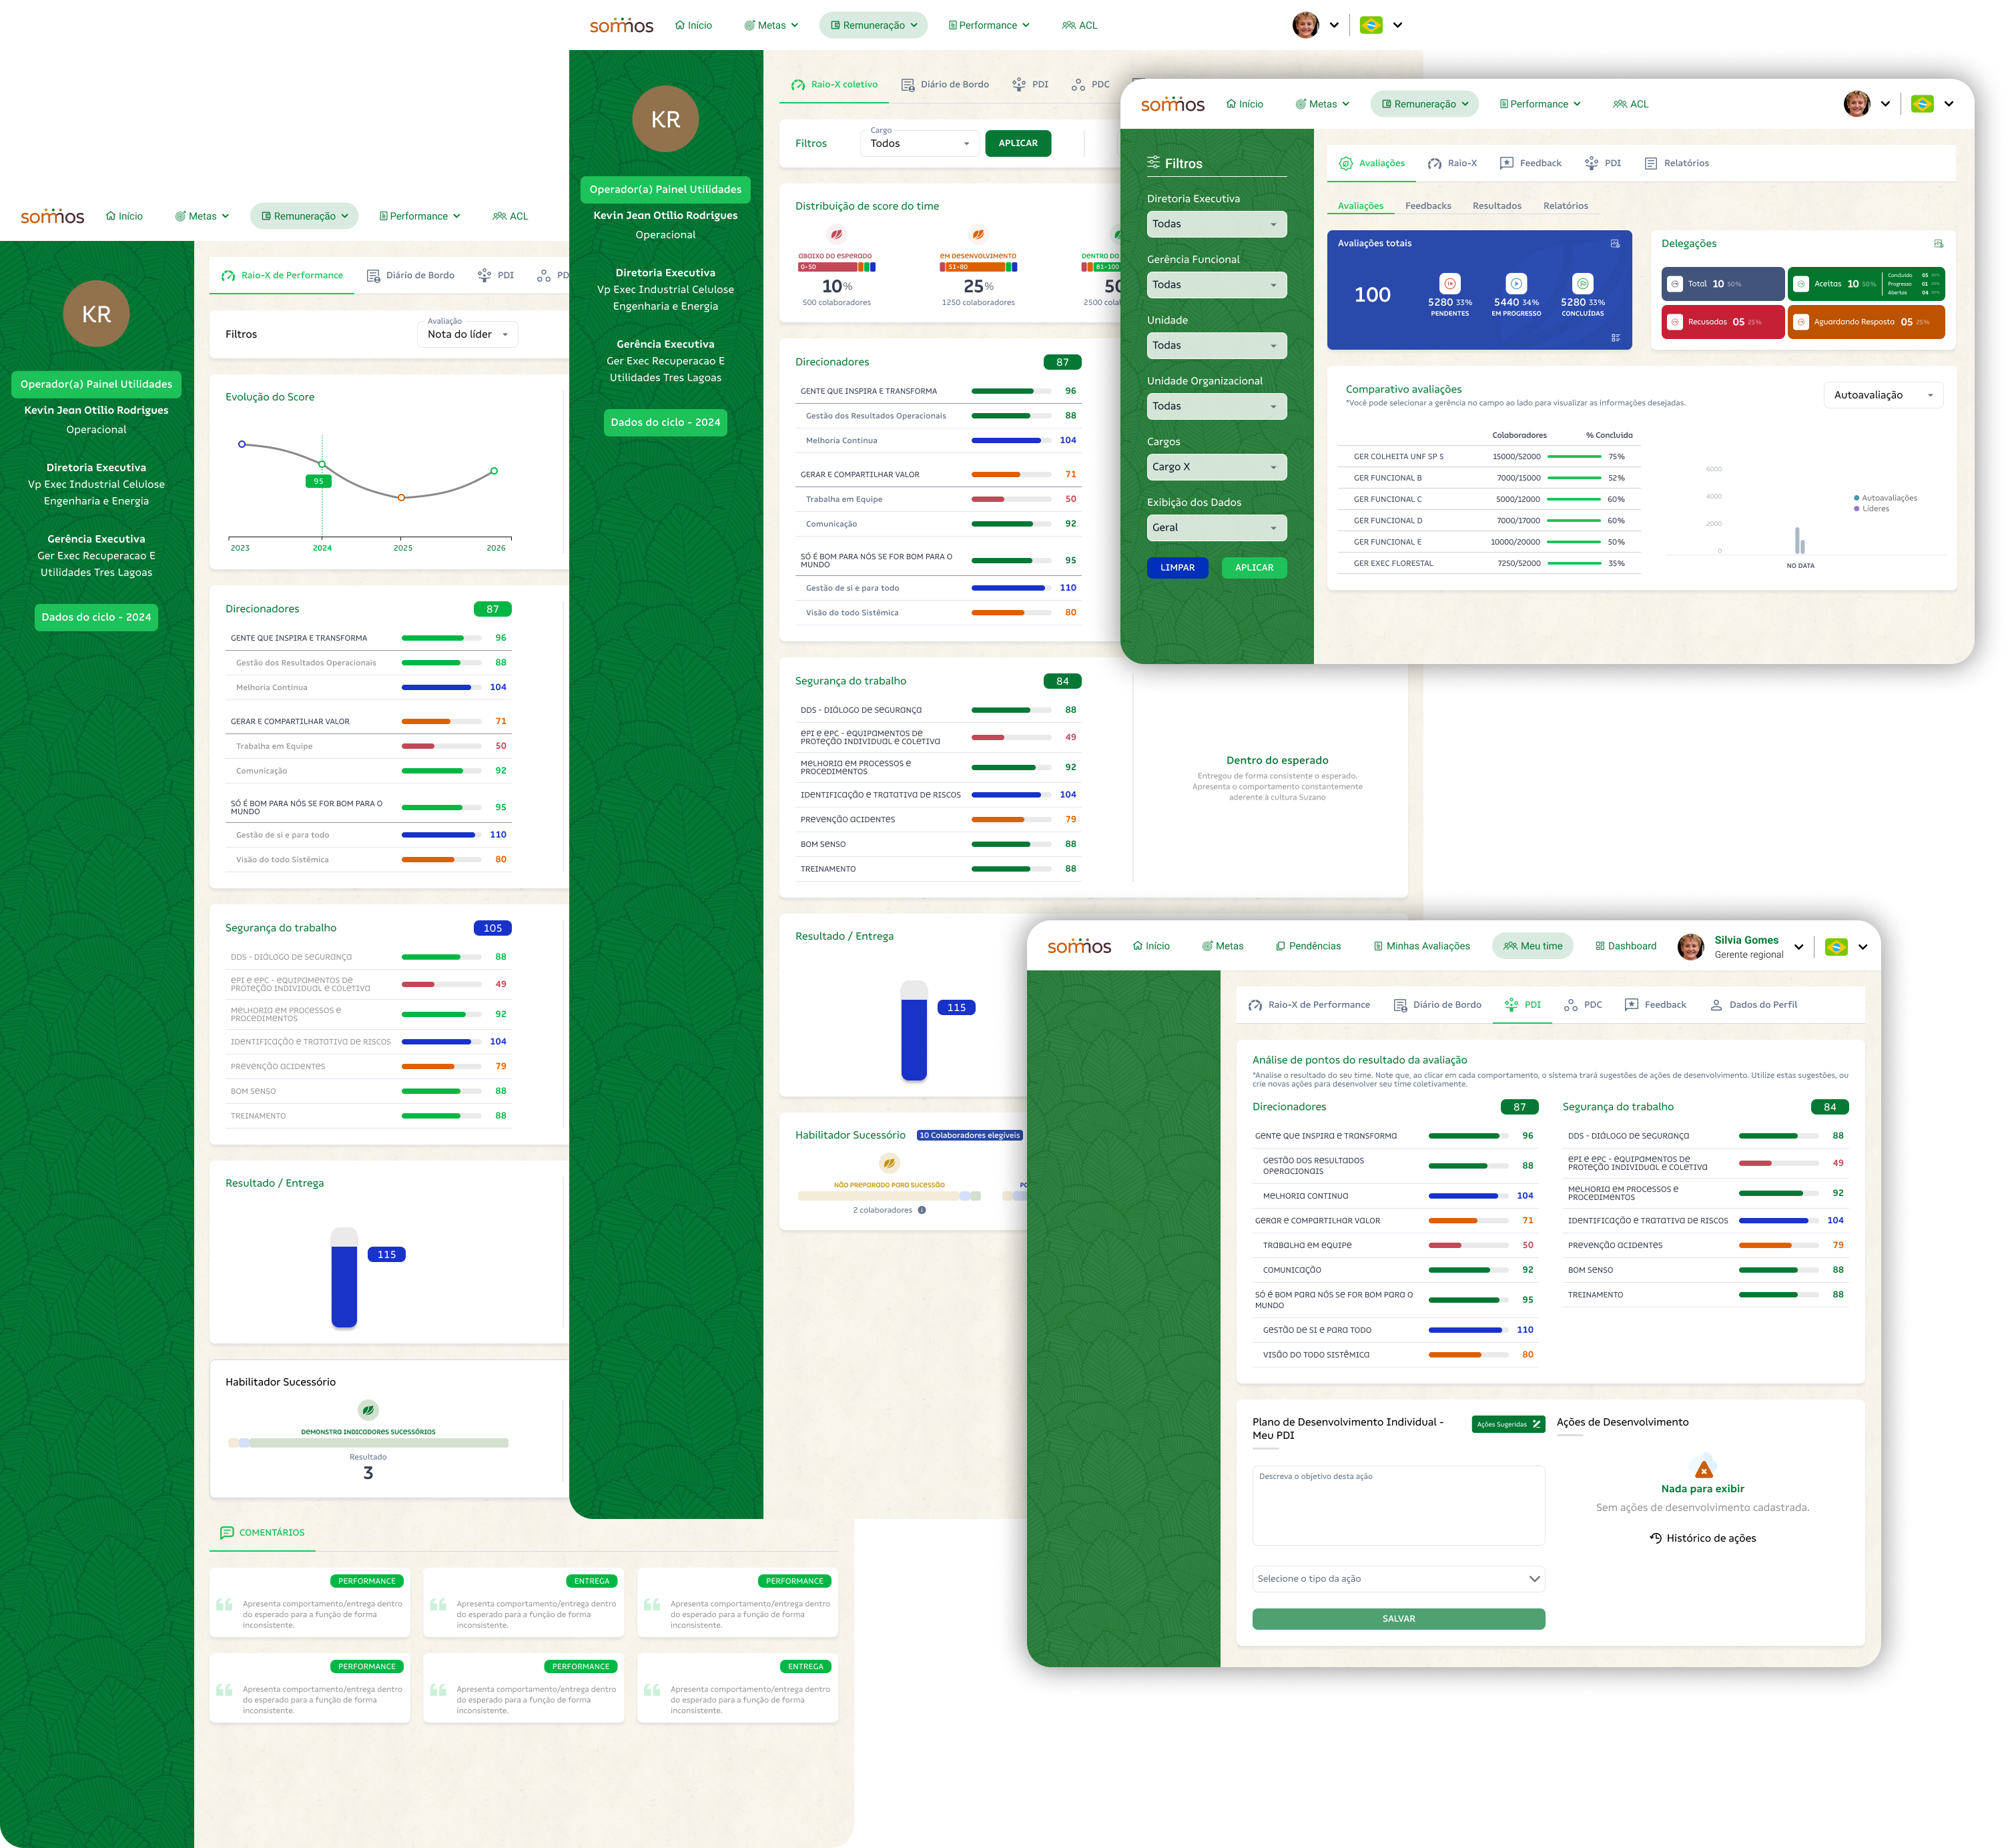 sommos
Início
Metas
Remuneração
Performance
ACL
KR
Operador(a) Painel Utilidades
Kevin Jean Otílio Rodrigues
Operacional
Diretoria Executiva
Vp Exec Industrial Celulose
Engenharia e Energia
Gerência Executiva
Ger Exec Recuperacao E
Utilidades Tres Lagoas
Dados do ciclo - 2024
Raio-X de Performance
Diário de Bordo
PDI
PD
Filtros
Avaliação
Nota do líder
Evolução do Score
95
2023
2024
2025
2026
Direcionadores
87
GENTE QUE INSPIRA E TRANSFORMA
96
Gestão dos Resultados Operacionais
88
Melhoria Continua
104
GERAR E COMPARTILHAR VALOR
71
Trabalha em Equipe
50
Comunicação
92
SÓ É BOM PARA NÓS SE FOR BOM PARA O
MUNDO
95
Gestão de si e para todo
110
Visão do todo Sistêmica
80
Segurança do trabalho
105
DDS - DIÁLOGO DE SEGURANÇA
88
EPI E EPC - EQUIPAMENTOS DE
PROTEÇÃO INDIVIDUAL E COLETIVA
49
MELHORIA EM PROCESSOS E
PROCEDIMENTOS
92
IDENTIFICAÇÃO E TRATATIVA DE RISCOS
104
PREVENÇÃO ACIDENTES
79
BOM SENSO
88
TREINAMENTO
88
Resultado / Entrega
115
Habilitador Sucessório
DEMONSTRA INDICADORES SUCESSÓRIOS
Resultado
3
COMENTÁRIOS
PERFORMANCE
Apresenta comportamento/entrega dentro
do esperado para a função de forma
inconsistente.
ENTREGA
Apresenta comportamento/entrega dentro
do esperado para a função de forma
inconsistente.
PERFORMANCE
Apresenta comportamento/entrega dentro
do esperado para a função de forma
inconsistente.
PERFORMANCE
Apresenta comportamento/entrega dentro
do esperado para a função de forma
inconsistente.
PERFORMANCE
Apresenta comportamento/entrega dentro
do esperado para a função de forma
inconsistente.
ENTREGA
Apresenta comportamento/entrega dentro
do esperado para a função de forma
inconsistente.
sommos
Início
Metas
Remuneração
Performance
ACL
KR
Operador(a) Painel Utilidades
Kevin Jean Otílio Rodrigues
Operacional
Diretoria Executiva
Vp Exec Industrial Celulose
Engenharia e Energia
Gerência Executiva
Ger Exec Recuperacao E
Utilidades Tres Lagoas
Dados do ciclo - 2024
Raio-X coletivo
Diário de Bordo
PDI
PDC
Filtros
Cargo
Todos
APLICAR
Distribuição de score do time
ABAIXO DO ESPERADO
0-50
10%
500 colaboradores
EM DESENVOLVIMENTO
51-80
25%
1250 colaboradores
DENTRO DO
81-100
50
2500 cola
Direcionadores
87
GENTE QUE INSPIRA E TRANSFORMA
96
Gestão dos Resultados Operacionais
88
Melhoria Continua
104
GERAR E COMPARTILHAR VALOR
71
Trabalha em Equipe
50
Comunicação
92
SÓ É BOM PARA NÓS SE FOR BOM PARA O
MUNDO
95
Gestão de si e para todo
110
Visão do todo Sistêmica
80
Segurança do trabalho
84
DDS - DIÁLOGO DE SEGURANÇA
88
EPI E EPC - EQUIPAMENTOS DE
PROTEÇÃO INDIVIDUAL E COLETIVA
49
MELHORIA EM PROCESSOS E
PROCEDIMENTOS
92
IDENTIFICAÇÃO E TRATATIVA DE RISCOS
104
PREVENÇÃO ACIDENTES
79
BOM SENSO
88
TREINAMENTO
88
Dentro do esperado
Entregou de forma consistente o esperado.
Apresenta o comportamento constantemente
aderente à cultura Suzano
Resultado / Entrega
115
Habilitador Sucessório
10 Colaboradores elegíveis
NÃO PREPARADO PARA SUCESSÃO
2 colaboradores
PO
sommos
Início
Metas
Remuneração
Performance
ACL
Filtros
Diretoria Executiva
Todas
Gerência Funcional
Todas
Unidade
Todas
Unidade Organizacional
Todas
Cargos
Cargo X
Exibição dos Dados
Geral
LIMPAR
APLICAR
Avaliações
Raio-X
Feedback
PDI
Relatórios
Avaliações
Feedbacks
Resultados
Relatórios
Avaliações totais
100
5280 33%
PENDENTES
5440 34%
EM PROGRESSO
5280 33%
CONCLUÍDAS
Delegações
Total 10 50%
Aceitas 10 50%
Concluído 05
Progresso 01
Abertos 04
Recusadas 05 25%
Aguardando Resposta 05 25%
Comparativo avaliações
*Você pode selecionar a gerência no campo ao lado para visualizar as informações desejadas.
Autoavaliação
Colaboradores
% Concluída
GER COLHEITA UNF SP S
15000/52000
75%
GER FUNCIONAL B
7000/15000
52%
GER FUNCIONAL C
5000/12000
60%
GER FUNCIONAL D
7000/17000
60%
GER FUNCIONAL E
10000/20000
50%
GER EXEC FLORESTAL
7250/52000
35%
6000
4000
2000
0
NO DATA
Autoavaliações
Líderes
sommos
Início
Metas
Pendências
Minhas Avaliações
Meu time
Dashboard
Silvia Gomes
Gerente regional
Raio-X de Performance
Diário de Bordo
PDI
PDC
Feedback
Dados do Perfil
Análise de pontos do resultado da avaliação
*Analise o resultado do seu time. Note que, ao clicar em cada comportamento, o sistema trará sugestões de ações de desenvolvimento. Utilize estas sugestões, ou
crie novas ações para desenvolver seu time coletivamente.
Direcionadores
87
GENTE QUE INSPIRA E TRANSFORMA
96
GESTÃO DOS RESULTADOS
OPERACIONAIS
88
MELHORIA CONTINUA
104
GERAR E COMPARTILHAR VALOR
71
TRABALHA EM EQUIPE
50
COMUNICAÇÃO
92
SÓ É BOM PARA NÓS SE FOR BOM PARA O
MUNDO
95
GESTÃO DE SI E PARA TODO
110
VISÃO DO TODO SISTÊMICA
80
Segurança do trabalho
84
DDS - DIÁLOGO DE SEGURANÇA
88
EPI E EPC - EQUIPAMENTOS DE
PROTEÇÃO INDIVIDUAL E COLETIVA
49
MELHORIA EM PROCESSOS E
PROCEDIMENTOS
92
IDENTIFICAÇÃO E TRATATIVA DE RISCOS
104
PREVENÇÃO ACIDENTES
79
BOM SENSO
88
TREINAMENTO
88
Plano de Desenvolvimento Individual -
Meu PDI
Ações Sugeridas
Descreva o objetivo desta ação
Selecione o tipo da ação
SALVAR
Ações de Desenvolvimento
Nada para exibir
Sem ações de desenvolvimento cadastrada.
Histórico de ações